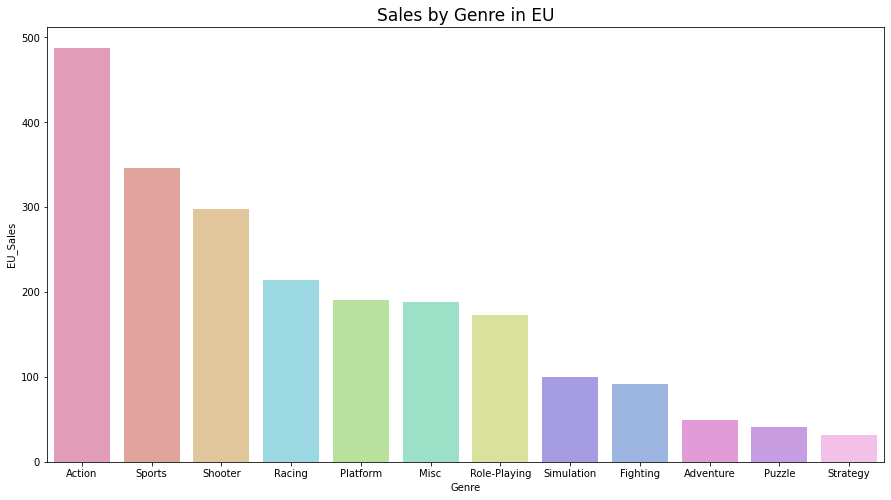 Sales by Genre in EU
500
400
300
200
100
0
EU_Sales
Action Sports Shooter Racing Platform Misc Role-Playing Simulation Fighting Adventure Puzzle Strategy
Genre